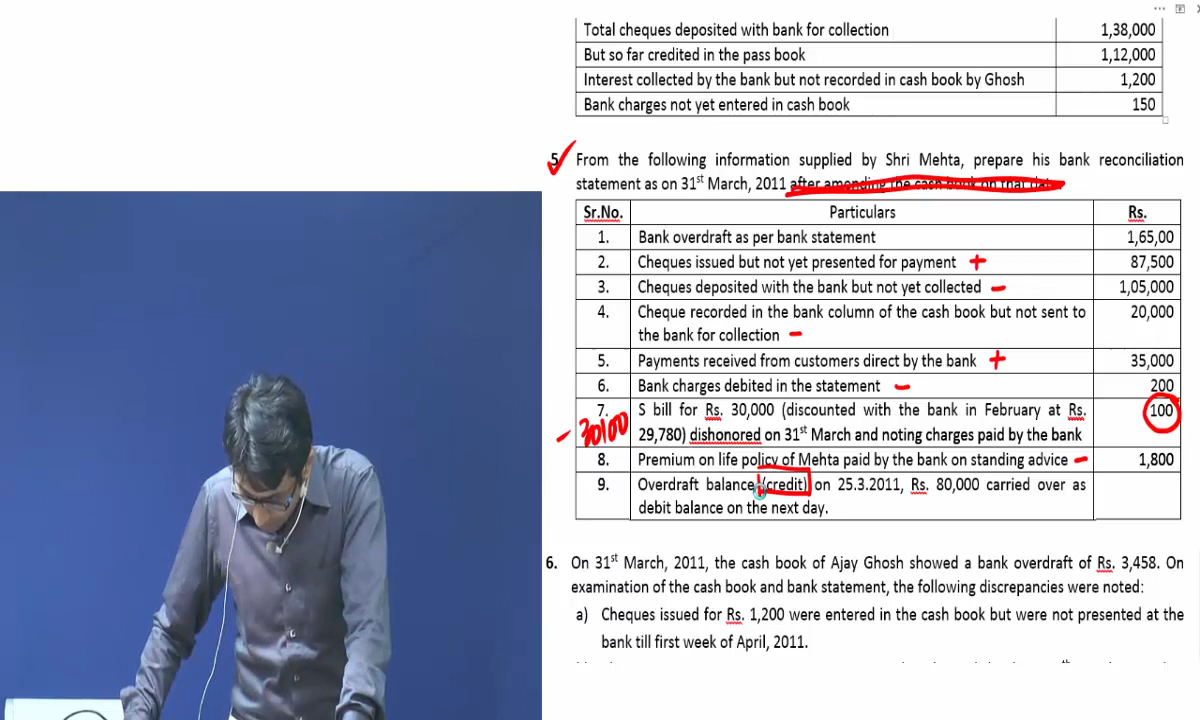 Total cheques deposited with bank for collection 1,38,000
But so far credited in the pass book 1,12,000
Interest collected by the bank but not recorded in cash book by Ghosh 1,200
Bank charges not yet entered in cash book 150
5. From the following information supplied by Shri Mehta, prepare his bank reconciliation
statement as on 31st March, 2011 after amending the cash book on that date.
Sr.No. Particulars Rs.
1. Bank overdraft as per bank statement 1,65,00
2. Cheques issued but not yet presented for payment + 87,500
3. Cheques deposited with the bank but not yet collected - 1,05,000
4. Cheque recorded in the bank column of the cash book but not sent to 20,000
the bank for collection -
5. Payments received from customers direct by the bank + 35,000
6. Bank charges debited in the statement - 200
7. S bill for Rs. 30,000 (discounted with the bank in February at Rs. 100
- 30100 29,780) dishonored on 31st March and noting charges paid by the bank
8. Premium on life policy of Mehta paid by the bank on standing advice - 1,800
9. Overdraft balance (credit) on 25.3.2011, Rs. 80,000 carried over as
debit balance on the next day.
6. On 31st March, 2011, the cash book of Ajay Ghosh showed a bank overdraft of Rs. 3,458. On
examination of the cash book and bank statement, the following discrepancies were noted:
a) Cheques issued for Rs. 1,200 were entered in the cash book but were not presented at the
bank till first week of April, 2011.